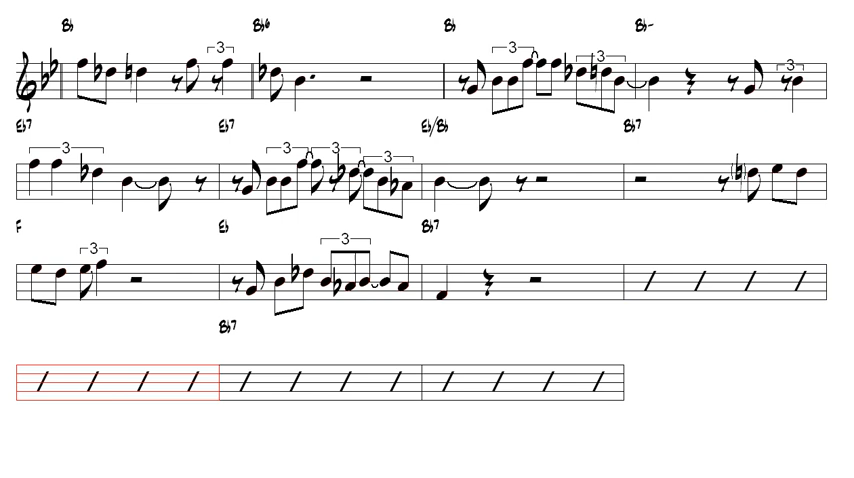 B♭ B♭6 B♭ B♭-
3 3 3 3
E♭7 E♭7 E♭/B♭ B♭7
3 3 3 3
F E♭ B♭7
3 3
B♭7